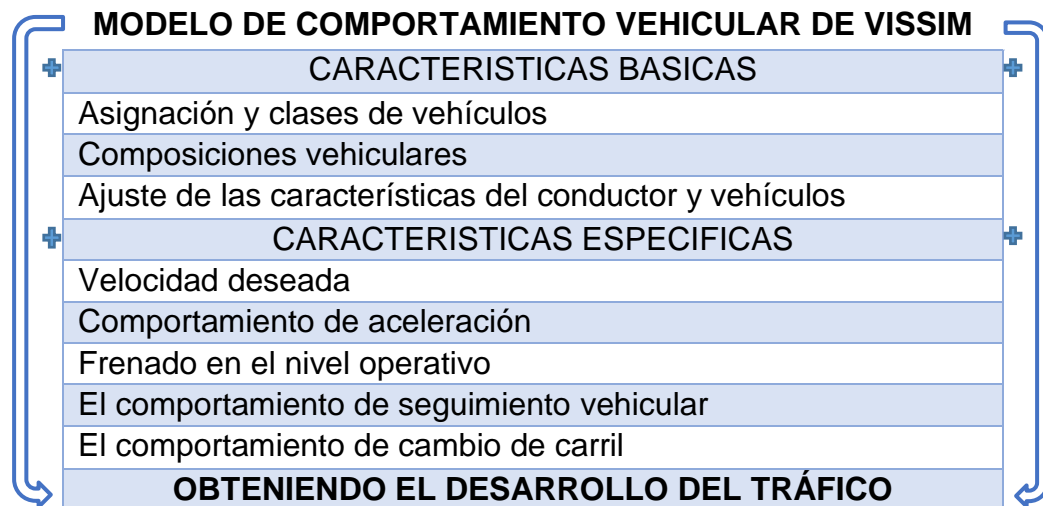 MODELO DE COMPORTAMIENTO VEHICULAR DE VISSIM
CARACTERISTICAS BASICAS
Asignación y clases de vehículos
Composiciones vehiculares
Ajuste de las características del conductor y vehículos
CARACTERISTICAS ESPECIFICAS
Velocidad deseada
Comportamiento de aceleración
Frenado en el nivel operativo
El comportamiento de seguimiento vehicular
El comportamiento de cambio de carril
OBTENIENDO EL DESARROLLO DEL TRÁFICO